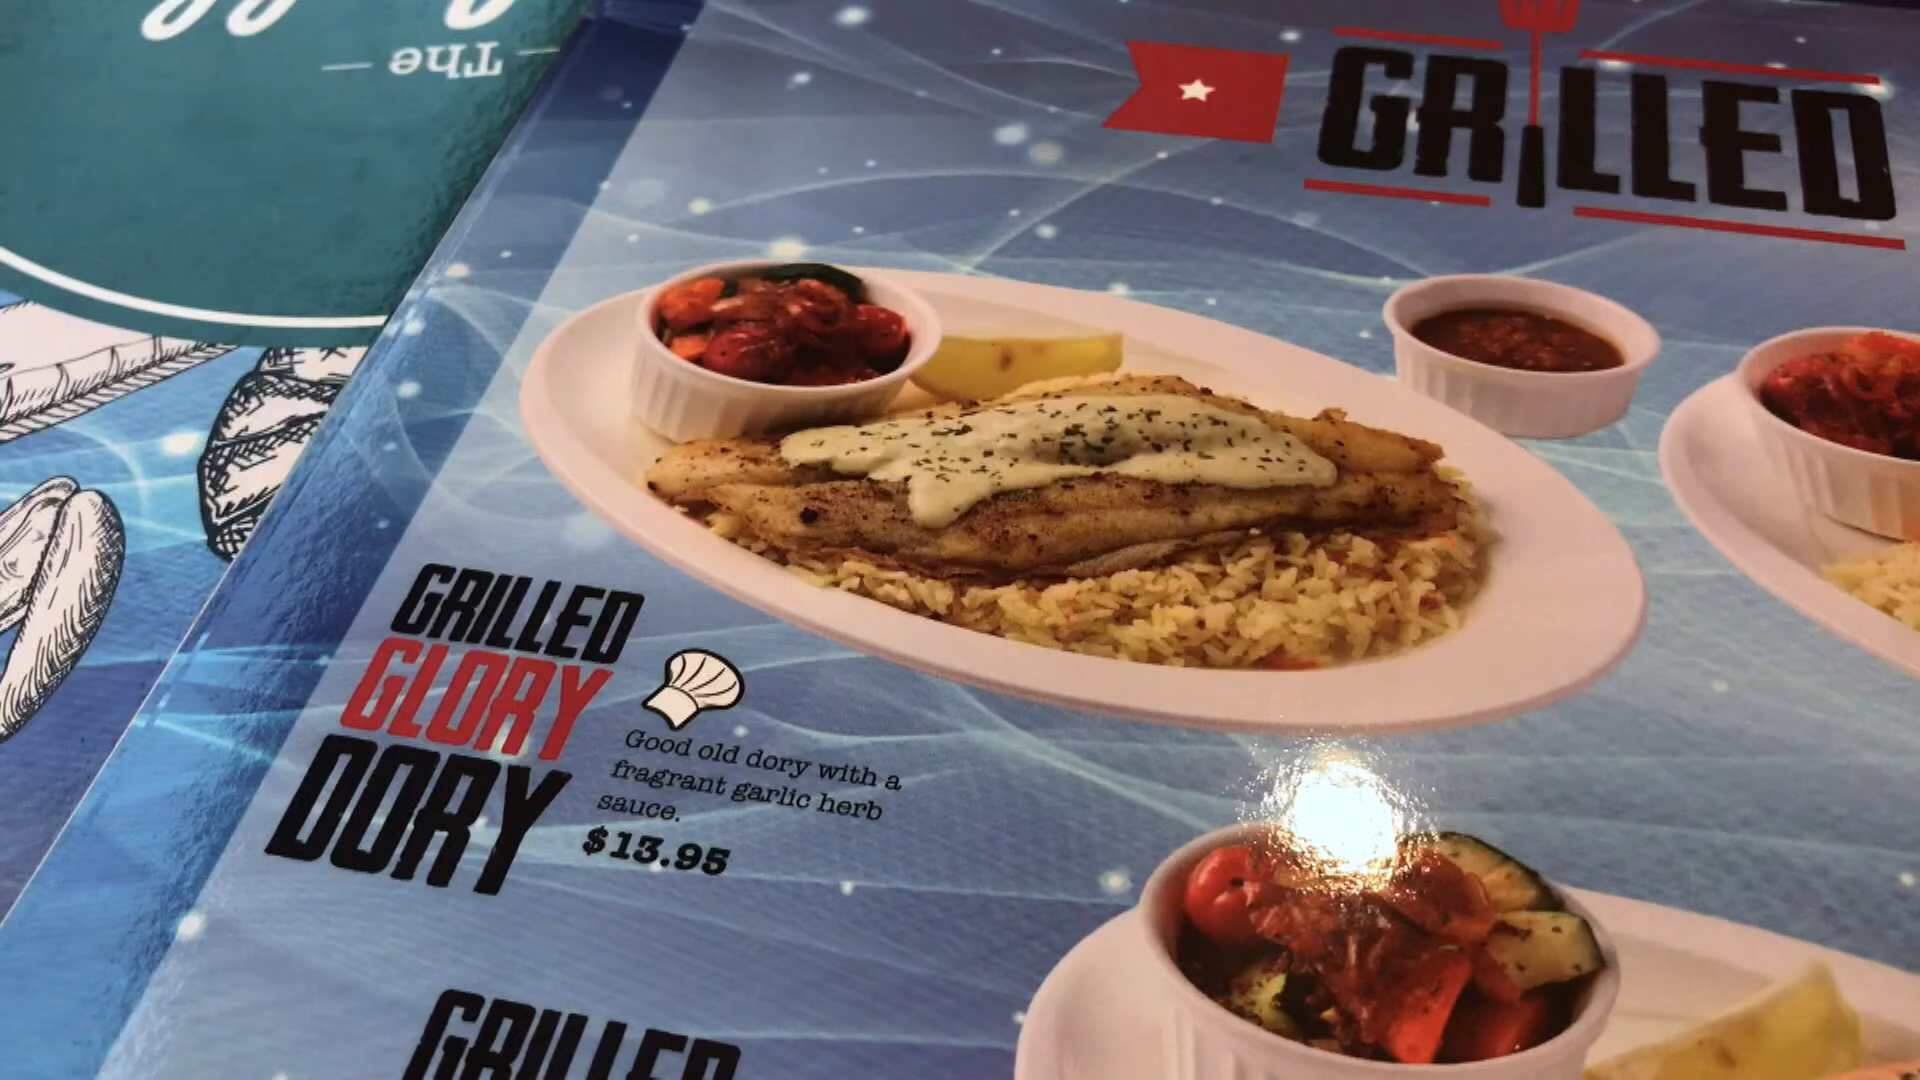 The
GRILLED
GRILLED
GLORY
DORY
Good old dory with a
fragrant garlic herb
sauce.
$13.95
GRILLED